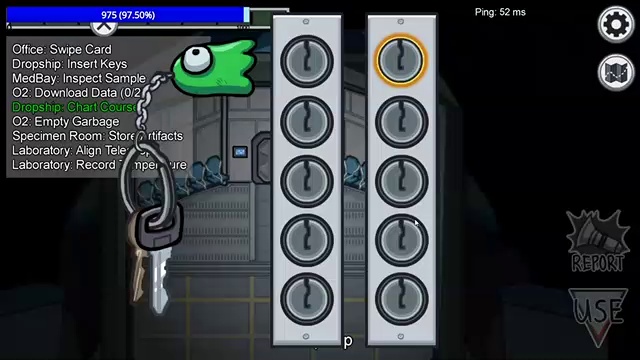 975 (97.50%)
Ping: 52 ms
Office: Swipe Card
Dropship: Insert Keys
MedBay: Inspect Sample
O2: Download Data (0/2
Dropship: Chart Course
O2: Empty Garbage
Specimen Room: Store Artifacts
Laboratory: Align
Laboratory: Record Temperature
REPORT
USE
p